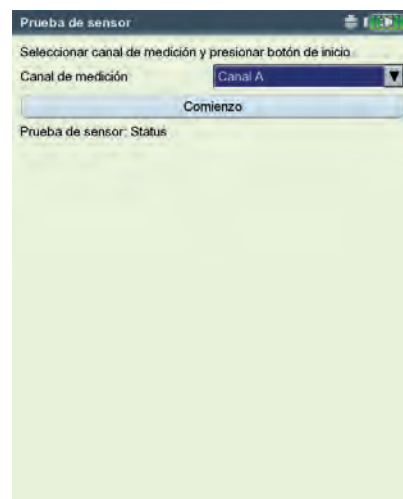 Prueba de sensor
Seleccionar canal de medición y presionar botón de inicio
Canal de medición Canal A
Comienzo
Prueba de sensor: Status